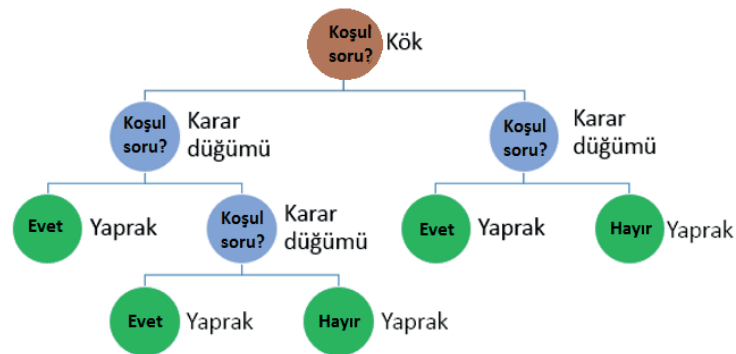 Koşul
soru?
Kök
Koşul
soru?
Karar
düğümü
Koşul
soru?
Karar
düğümü
Evet
Yaprak
Koşul
soru?
Karar
düğümü
Evet
Yaprak
Hayır
Yaprak
Evet
Yaprak
Hayır
Yaprak